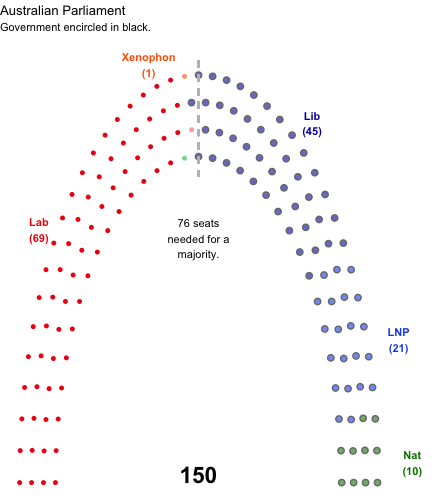 Australian Parliament
Government encircled in black.
Xenophon
(1)
Lib
(45)
Lab
(69)
76 seats
needed for a
majority.
LNP
(21)
Nat
(10)
150